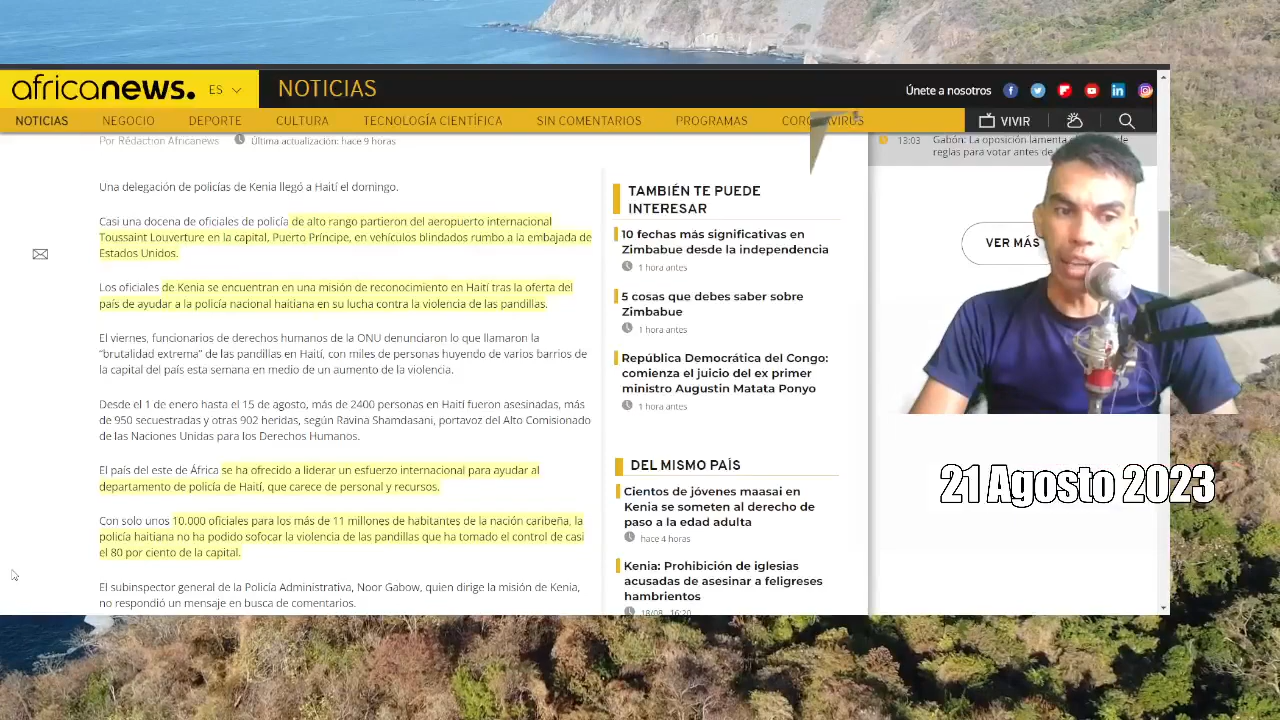 africanews.
ES
NOTICIAS
Únete a nosotros
NOTICIAS
NEGOCIO
DEPORTE
CULTURA
TECNOLOGÍA CIENTÍFICA
SIN COMENTARIOS
PROGRAMAS
CORONAVIRUS
VIVIR
Por Rédaction Africanews
Última actualización: hace 9 horas
Una delegación de policías de Kenia llegó a Haití el domingo.
Casi una docena de oficiales de policía de alto rango partieron del aeropuerto internacional
Toussaint Louverture en la capital, Puerto Príncipe, en vehículos blindados rumbo a la embajada de
Estados Unidos.
Los oficiales de Kenia se encuentran en una misión de reconocimiento en Haití tras la oferta del
país de ayudar a la policía nacional haitiana en su lucha contra la violencia de las pandillas.
El viernes, funcionarios de derechos humanos de la ONU denunciaron lo que llamaron la
“brutalidad extrema” de las pandillas en Haití, con miles de personas huyendo de varios barrios de
la capital del país esta semana en medio de un aumento de la violencia.
Desde el 1 de enero hasta el 15 de agosto, más de 2400 personas en Haití fueron asesinadas, más
de 950 secuestradas y otras 902 heridas, según Ravina Shamdasani, portavoz del Alto Comisionado
de las Naciones Unidas para los Derechos Humanos.
El país del este de África se ha ofrecido a liderar un esfuerzo internacional para ayudar al
departamento de policía de Haití, que carece de personal y recursos.
Con solo unos 10.000 oficiales para los más de 11 millones de habitantes de la nación caribeña, la
policía haitiana no ha podido sofocar la violencia de las pandillas que ha tomado el control de casi
el 80 por ciento de la capital.
El subinspector general de la Policía Administrativa, Noor Gabow, quien dirige la misión de Kenia,
no respondió un mensaje en busca de comentarios.
TAMBIÉN TE PUEDE
INTERESAR
10 fechas más significativas en
Zimbabue desde la independencia
1 hora antes
5 cosas que debes saber sobre
Zimbabue
1 hora antes
República Democrática del Congo:
comienza el juicio del ex primer
ministro Augustin Matata Ponyo
1 hora antes
DEL MISMO PAÍS
Cientos de jóvenes maasai en
Kenia se someten al derecho de
paso a la edad adulta
hace 4 horas
Kenia: Prohibición de iglesias
acusadas de asesinar a feligreses
hambrientos
18/08 - 16:20
13:03
Gabón: La oposición lamenta de
reglas para votar antes de
VER MÁS
21 Agosto 2023